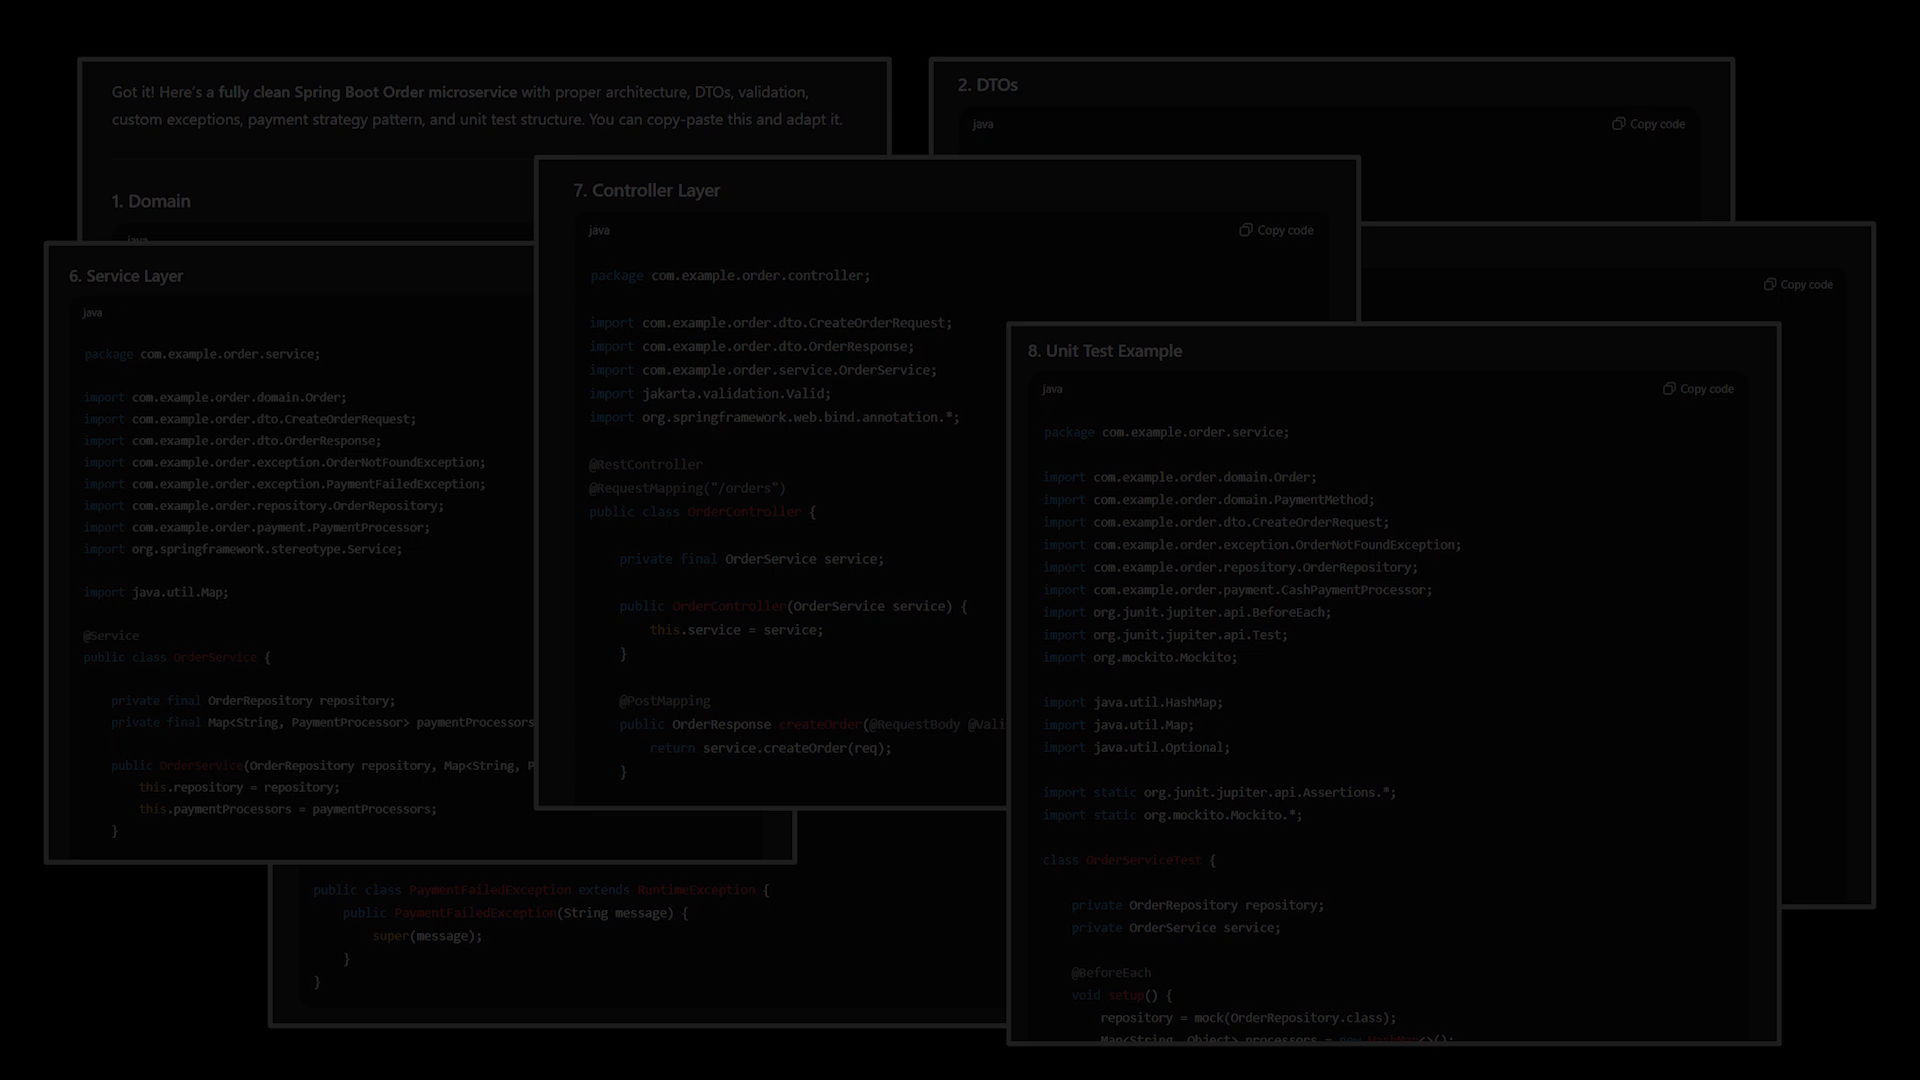 Got it! Here's a fully clean Spring Boot Order microservice with proper architecture, DTOs, validation,
custom exceptions, payment strategy pattern, and unit test structure. You can copy-paste this and adapt it.
1. Domain
java
2. DTOs
java
Copy code
Copy code
6. Service Layer
java
package com.example.order.service;
import com.example.order.domain.Order;
import com.example.order.dto.CreateOrderRequest;
import com.example.order.dto.OrderResponse;
import com.example.order.exception.OrderNotFoundException;
import com.example.order.exception.PaymentFailedException;
import com.example.order.repository.OrderRepository;
import com.example.order.payment.PaymentProcessor;
import org.springframework.stereotype.Service;
import java.util.Map;
@Service
public class OrderService {
private final OrderRepository repository;
private final Map<String, PaymentProcessor> paymentProcessors
public OrderService(OrderRepository repository, Map<String, P
this.repository = repository;
this.paymentProcessors = paymentProcessors;
}
7. Controller Layer
java
Copy code
package com.example.order.controller;
import com.example.order.dto.CreateOrderRequest;
import com.example.order.dto.OrderResponse;
import com.example.order.service.OrderService;
import jakarta.validation.Valid;
import org.springframework.web.bind.annotation.*;
@RestController
@RequestMapping("/orders")
public class OrderController {
private final OrderService service;
public OrderController(OrderService service) {
this.service = service;
}
@PostMapping
public OrderResponse createOrder(@RequestBody @Vali
return service.createOrder(req);
}
public class PaymentFailedException extends RuntimeException {
public PaymentFailedException(String message) {
super(message);
}
}
8. Unit Test Example
java
Copy code
package com.example.order.service;
import com.example.order.domain.Order;
import com.example.order.domain.PaymentMethod;
import com.example.order.dto.CreateOrderRequest;
import com.example.order.exception.OrderNotFoundException;
import com.example.order.repository.OrderRepository;
import com.example.order.payment.CashPaymentProcessor;
import org.junit.jupiter.api.BeforeEach;
import org.junit.jupiter.api.Test;
import org.mockito.Mockito;
import java.util.HashMap;
import java.util.Map;
import java.util.Optional;
import static org.junit.jupiter.api.Assertions.*;
import static org.mockito.Mockito.*;
class OrderServiceTest {
private OrderRepository repository;
private OrderService service;
@BeforeEach
void setup() {
repository = mock(OrderRepository.class);
Map<String, Object> processors = new HashMap<>();